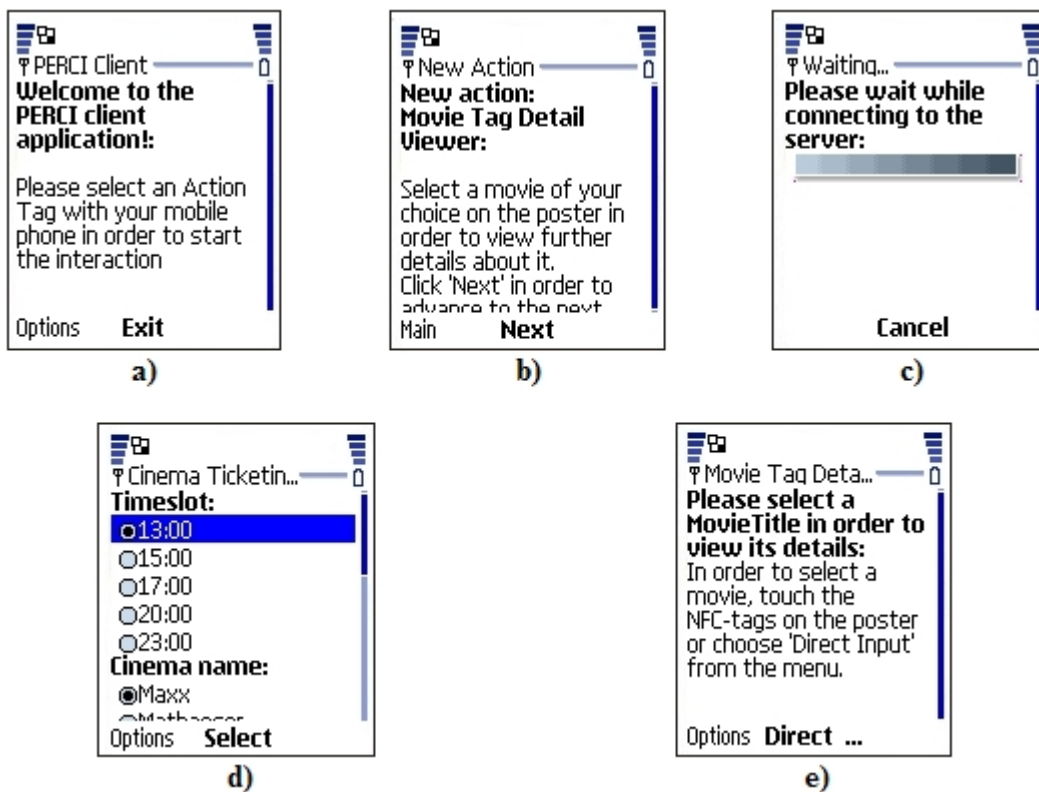 PERCI Client
Welcome to the
PERCI client
application!:
Please select an Action
Tag with your mobile
phone in order to start
the interaction
Options Exit
a)
New Action
New action:
Movie Tag Detail
Viewer:
Select a movie of your
choice on the poster in
order to view further
details about it.
Click 'Next' in order to
advance to the next
Main Next
b)
Waiting...
Please wait while
connecting to the
server:
Cancel
c)
Cinema Ticketin...
Timeslot:
13:00
15:00
17:00
20:00
23:00
Cinema name:
Maxx
Options Select
d)
Movie Tag Deta...
Please select a
MovieTitle in order to
view its details:
In order to select a
movie, touch the
NFC-tags on the poster
or choose 'Direct Input'
from the menu.
Options Direct ...
e)